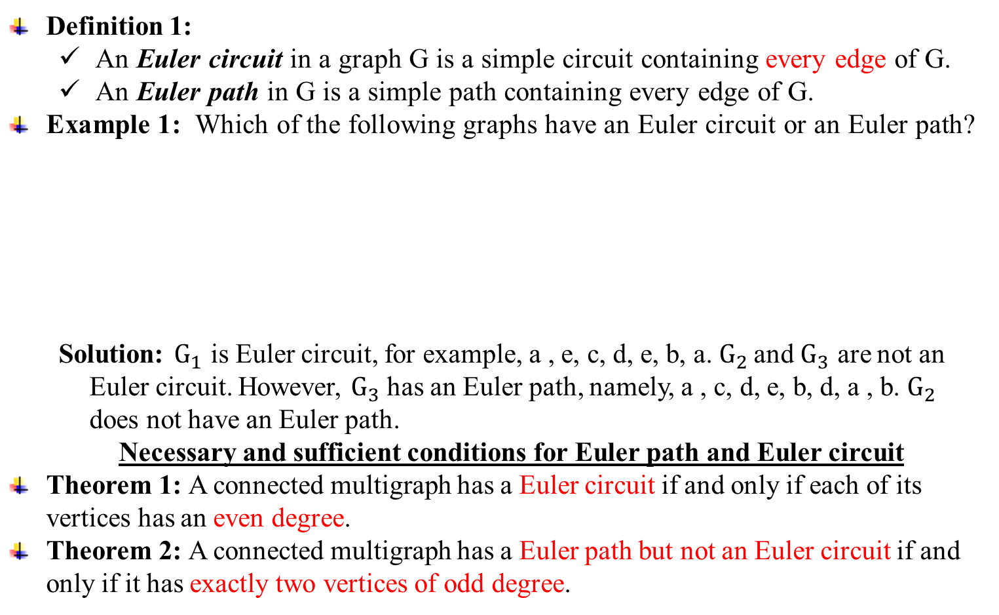 Definition 1:
✓ An Euler circuit in a graph G is a simple circuit containing every edge of G.
✓ An Euler path in G is a simple path containing every edge of G.
Example 1: Which of the following graphs have an Euler circuit or an Euler path?
Solution: G₁ is Euler circuit, for example, a , e, c, d, e, b, a. G₂ and G₃ are not an
Euler circuit. However, G₃ has an Euler path, namely, a , c, d, e, b, d, a , b. G₂
does not have an Euler path.
Necessary and sufficient conditions for Euler path and Euler circuit
Theorem 1: A connected multigraph has a Euler circuit if and only if each of its
vertices has an even degree.
Theorem 2: A connected multigraph has a Euler path but not an Euler circuit if and
only if it has exactly two vertices of odd degree.